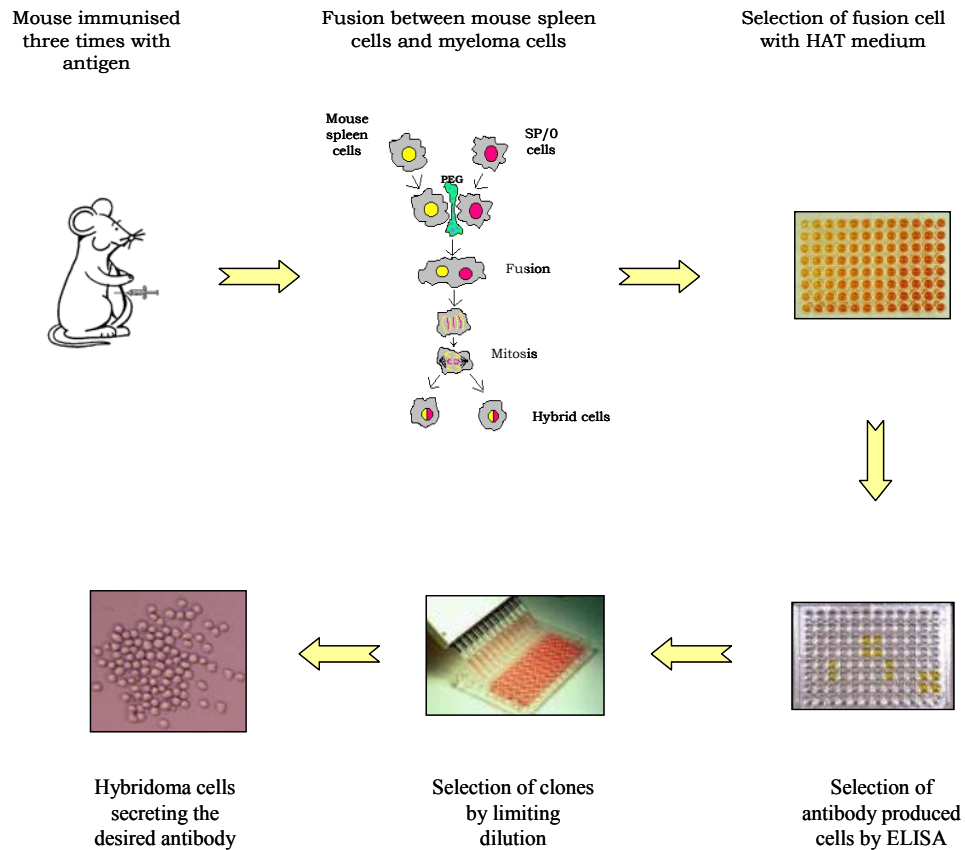 Mouse immunised
three times with
antigen
Fusion between mouse spleen
cells and myeloma cells
Selection of fusion cell
with HAT medium
Mouse
spleen
cells
SP/0
cells
PEG
Fusion
Mitosis
Hybrid cells
Hybridoma cells
secreting the
desired antibody
Selection of clones
by limiting
dilution
Selection of
antibody produced
cells by ELISA